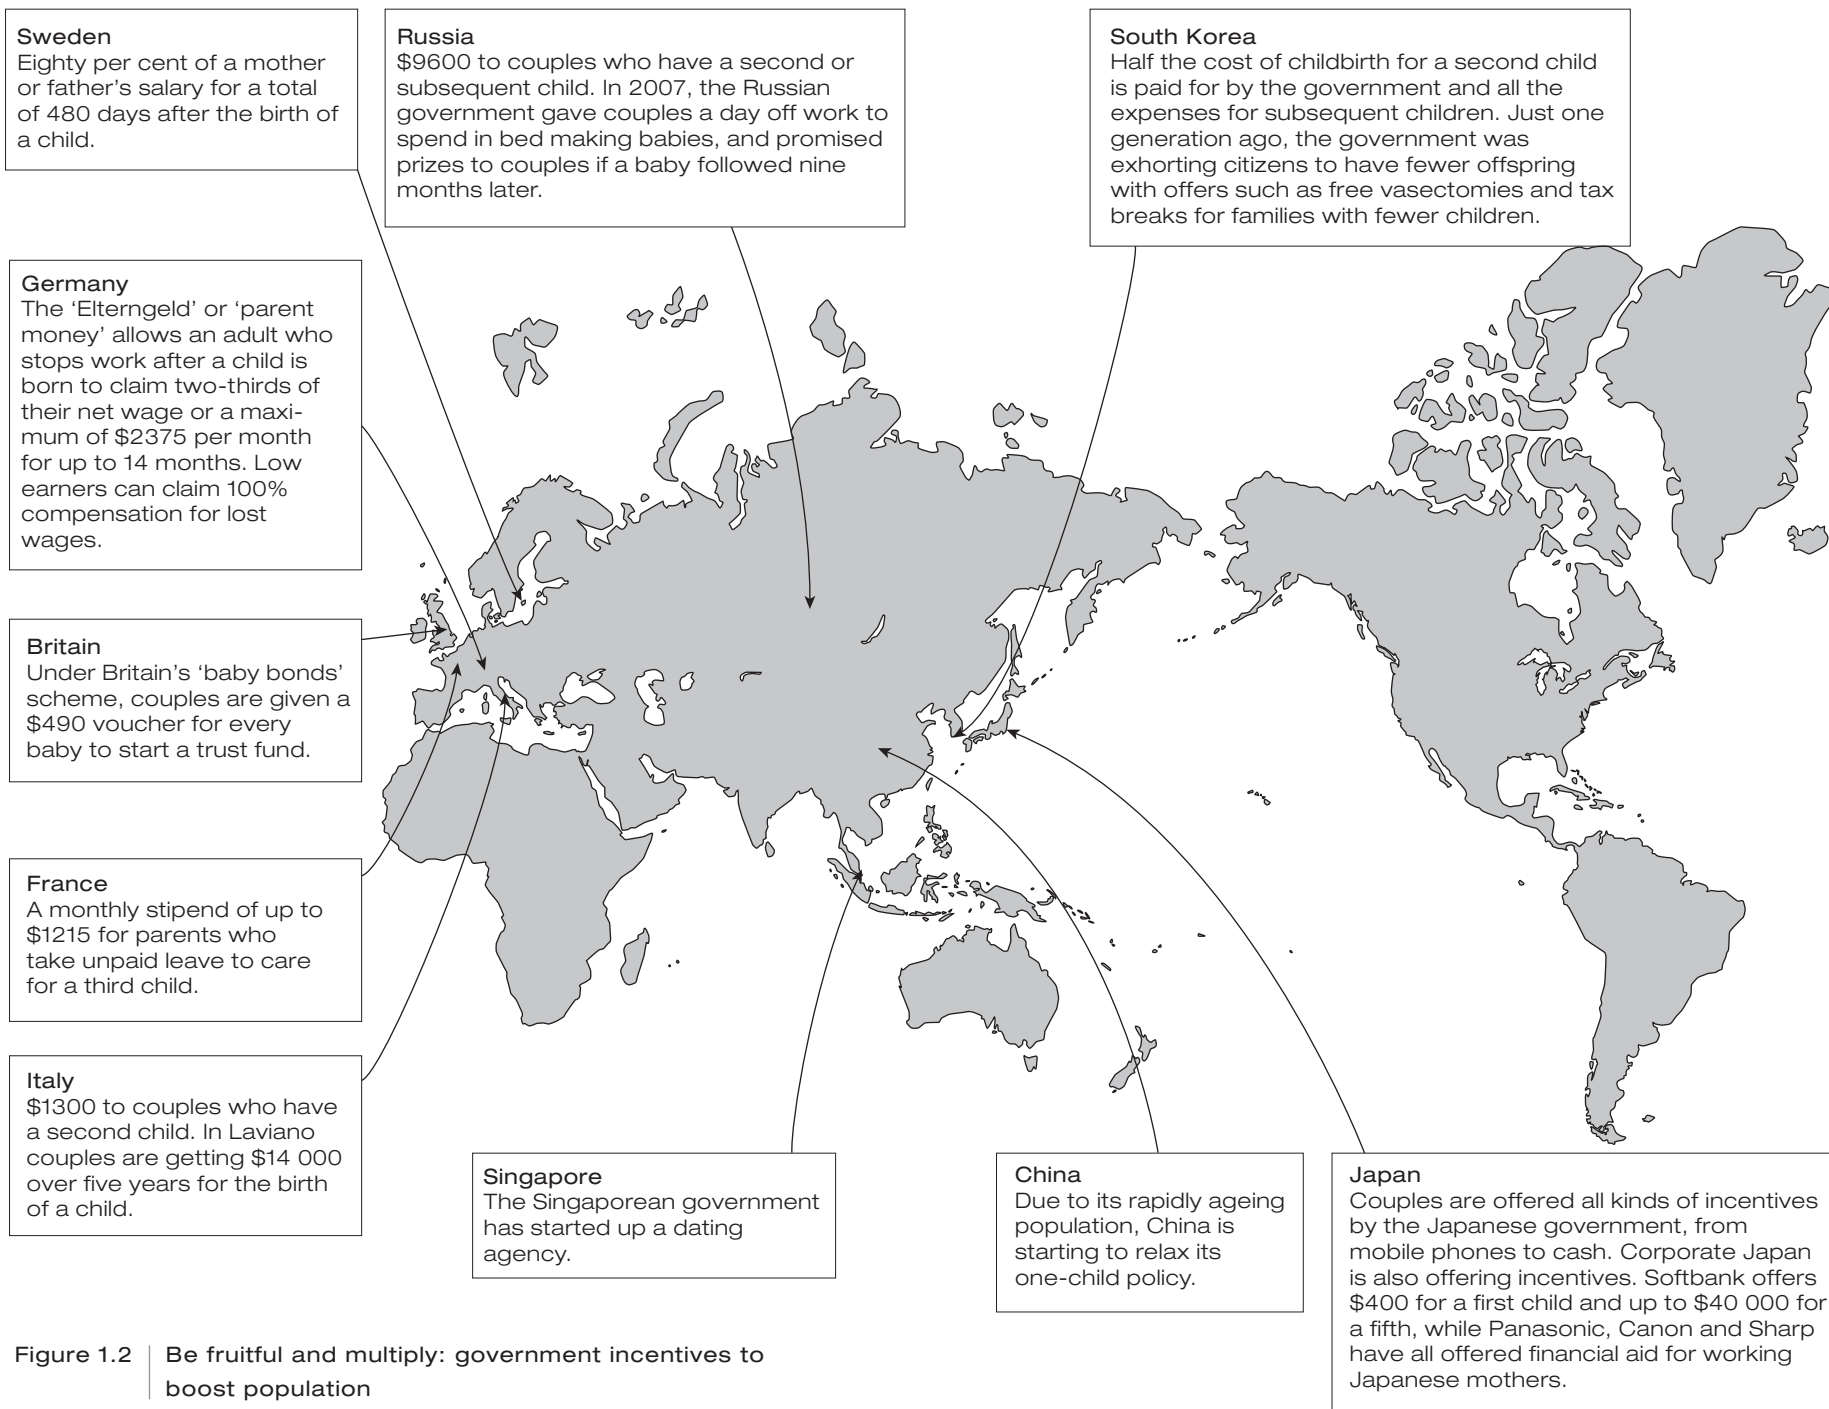 Sweden
Eighty per cent of a mother
or father’s salary for a total
of 480 days after the birth of
a child.
Russia
$9600 to couples who have a second or
subsequent child. In 2007, the Russian
government gave couples a day off work to
spend in bed making babies, and promised
prizes to couples if a baby followed nine
months later.
South Korea
Half the cost of childbirth for a second child
is paid for by the government and all the
expenses for subsequent children. Just one
generation ago, the government was
exhorting citizens to have fewer offspring
with offers such as free vasectomies and tax
breaks for families with fewer children.
Germany
The ‘Elterngeld’ or ‘parent
money’ allows an adult who
stops work after a child is
born to claim two-thirds of
their net wage or a maxi-
mum of $2375 per month
for up to 14 months. Low
earners can claim 100%
compensation for lost
wages.
Britain
Under Britain’s ‘baby bonds’
scheme, couples are given a
$490 voucher for every
baby to start a trust fund.
France
A monthly stipend of up to
$1215 for parents who
take unpaid leave to care
for a third child.
Italy
$1300 to couples who have
a second child. In Laviano
couples are getting $14 000
over five years for the birth
of a child.
Singapore
The Singaporean government
has started up a dating
agency.
China
Due to its rapidly ageing
population, China is
starting to relax its
one-child policy.
Japan
Couples are offered all kinds of incentives
by the Japanese government, from
mobile phones to cash. Corporate Japan
is also offering incentives. Softbank offers
$400 for a first child and up to $40 000 for
a fifth, while Panasonic, Canon and Sharp
have all offered financial aid for working
Japanese mothers.
Figure 1.2 Be fruitful and multiply: government incentives to
boost population